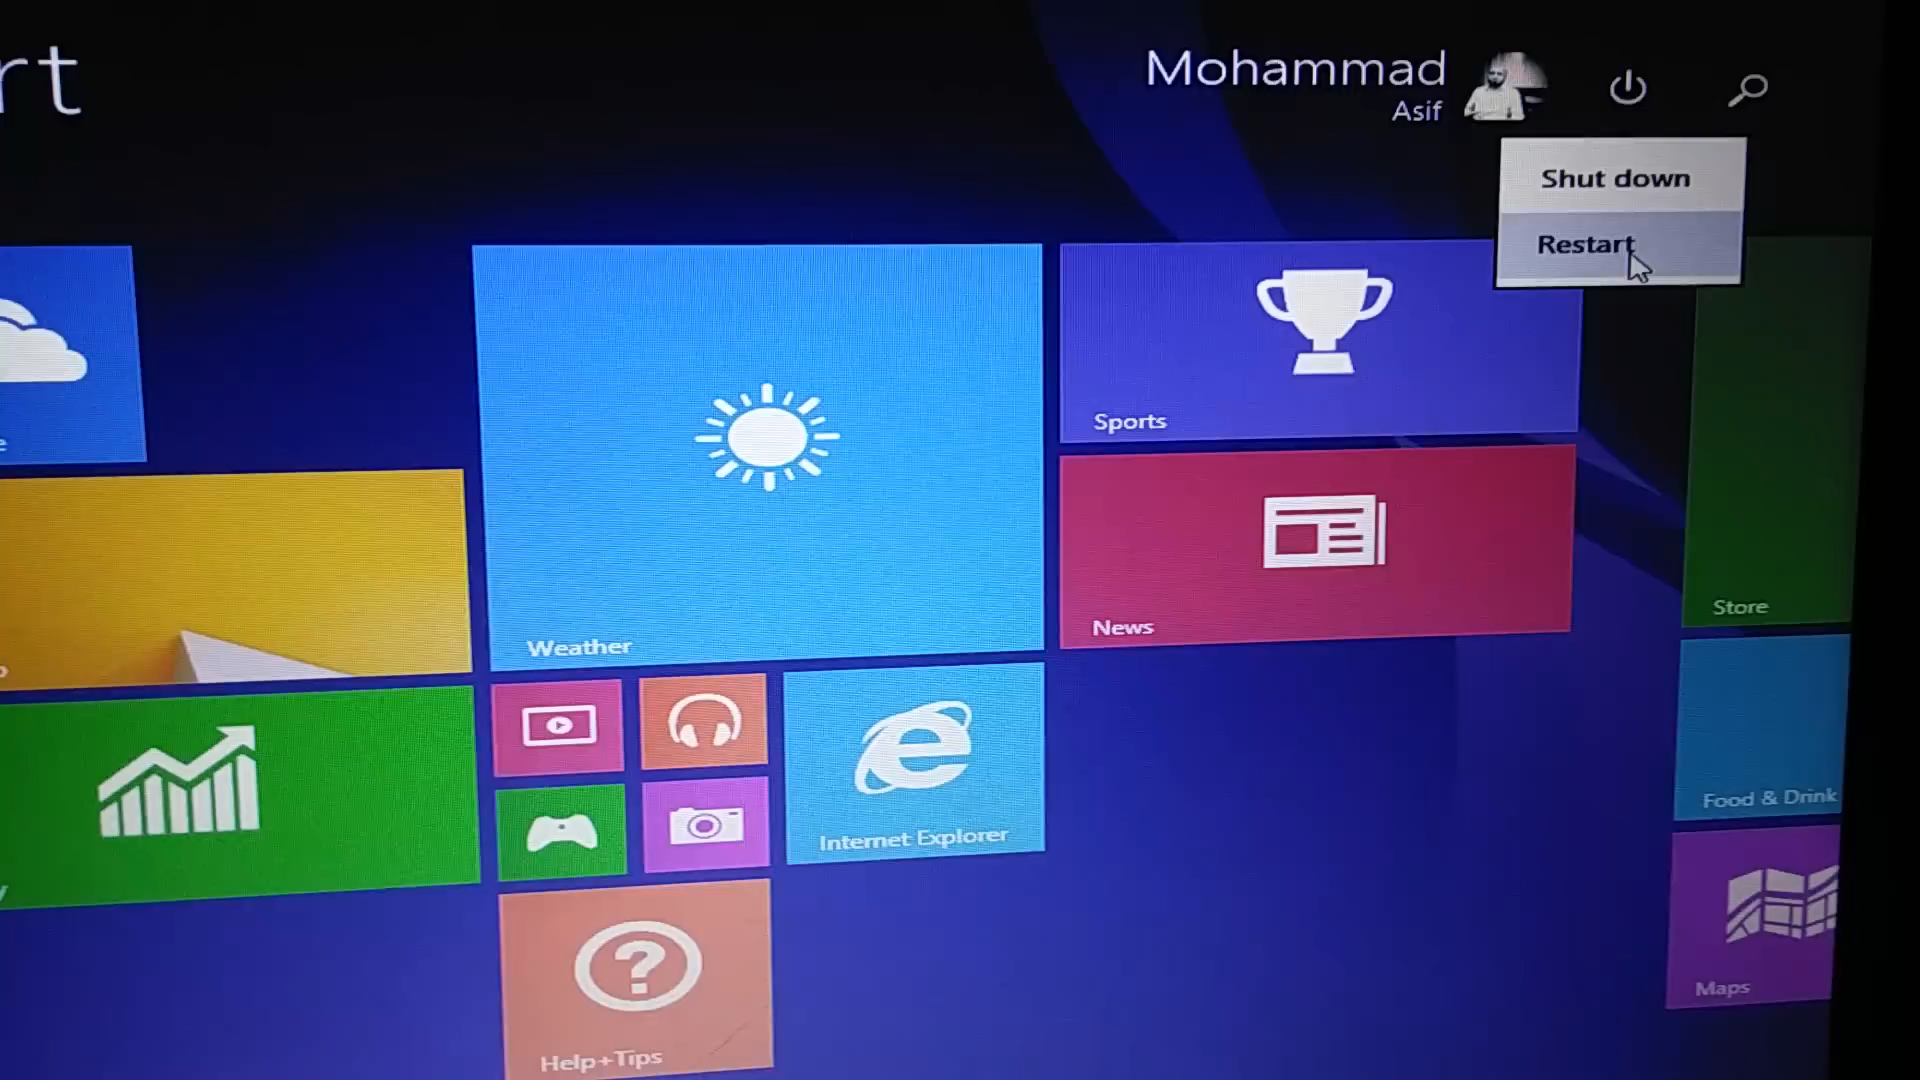 rt
Mohammad
Asif
Shut down
Restart
e
Sports
Store
News
Weather
Food & Drink
Internet Explorer
y
Maps
Help+Tips